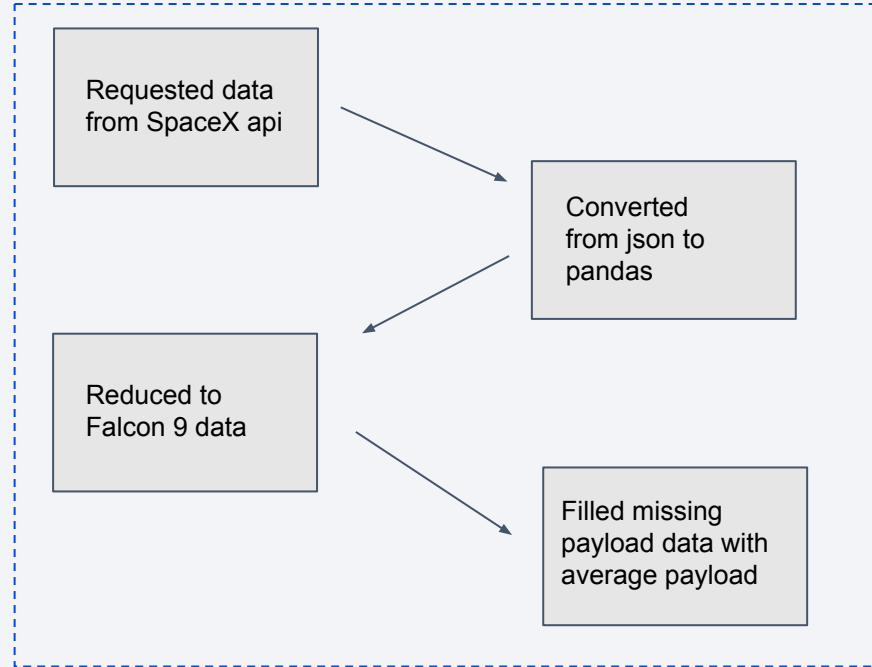 Requested data
from SpaceX api
Converted
from json to
pandas
Reduced to
Falcon 9 data
Filled missing
payload data with
average payload